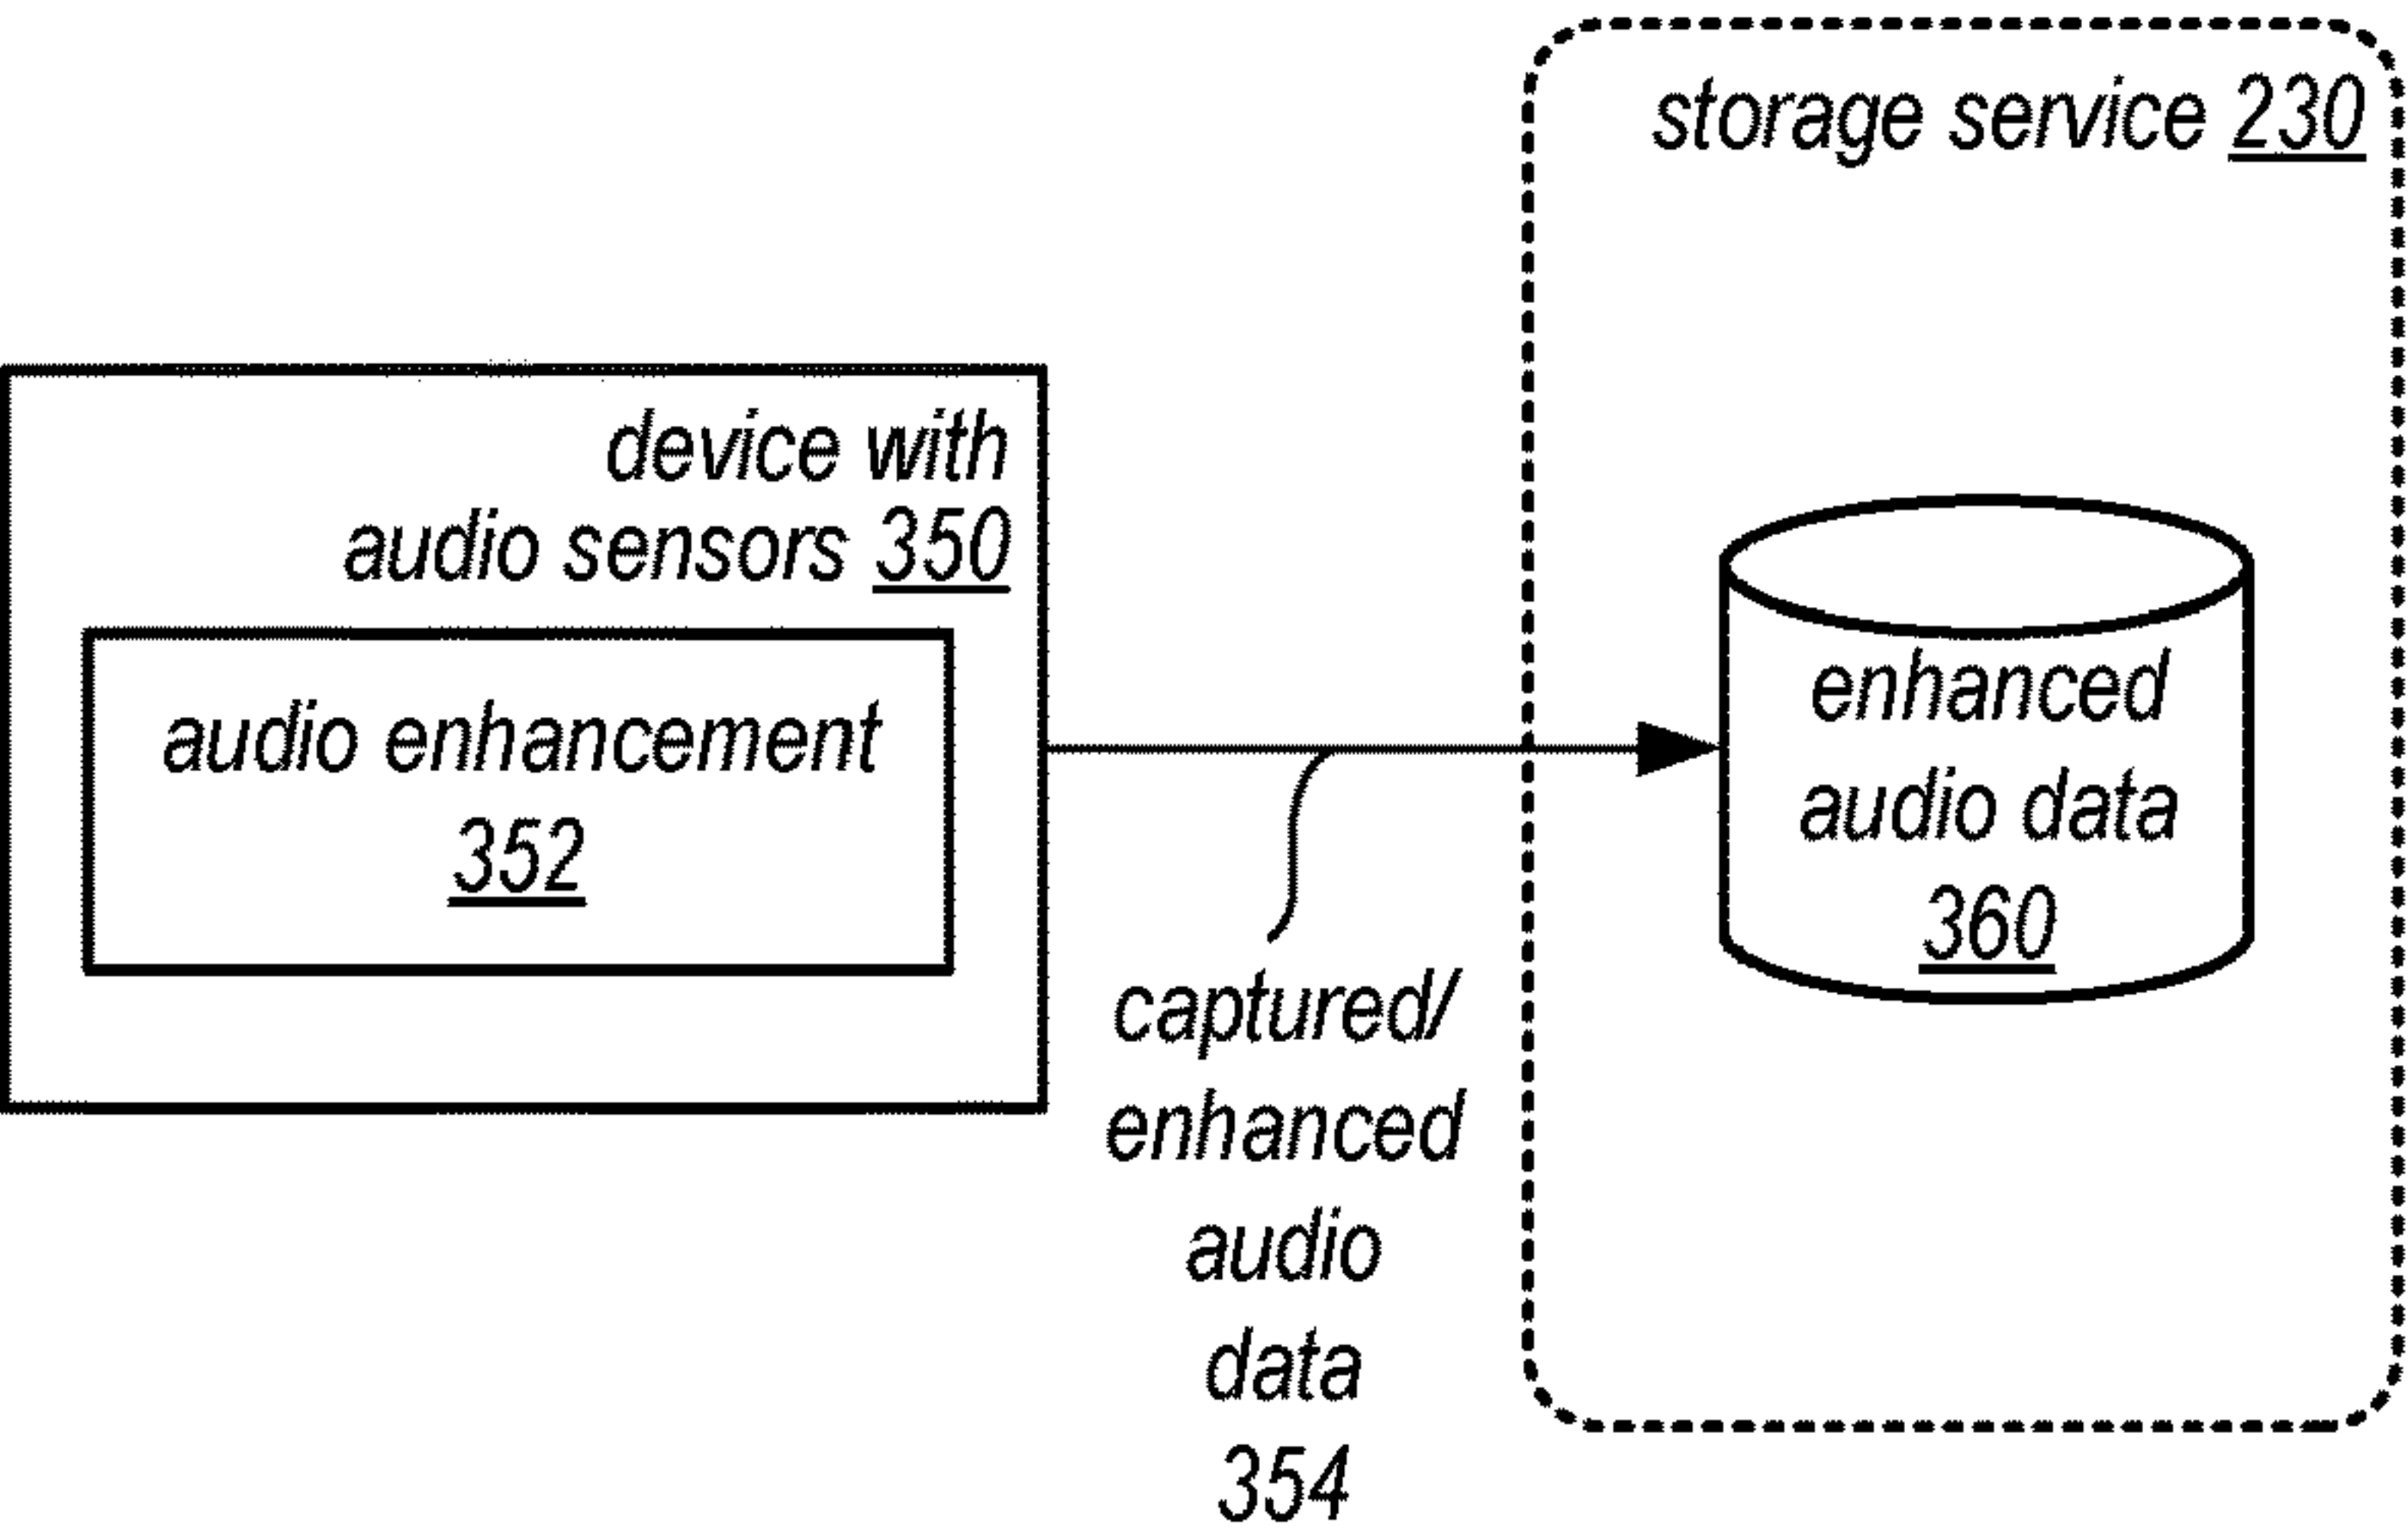 storage service 230
device with
audio sensors 350
audio enhancement
352
enhanced
audio data
360
captured/
enhanced
audio
data
354